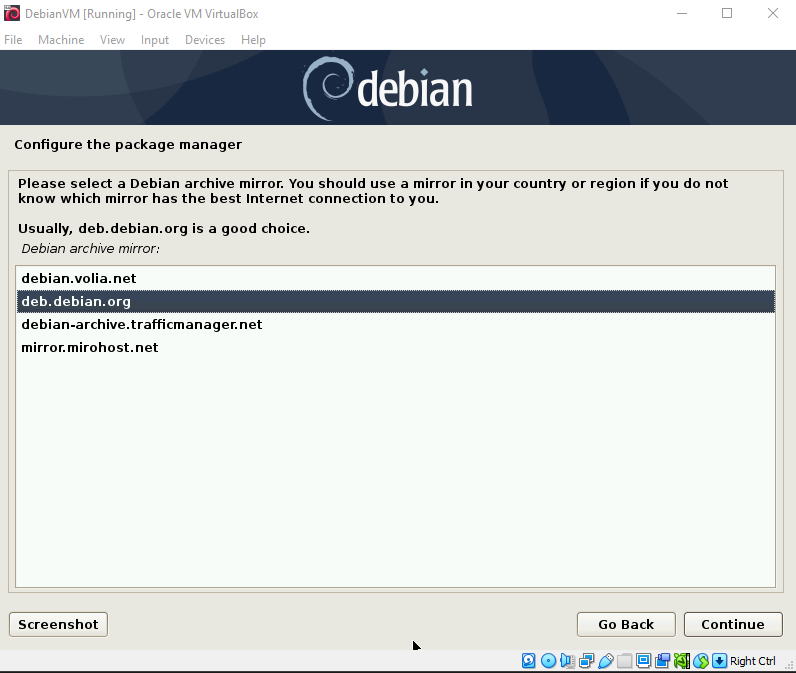 DebianVM [Running] - Oracle VM VirtualBox
File Machine View Input Devices Help
debian
Configure the package manager
Please select a Debian archive mirror. You should use a mirror in your country or region if you do not
know which mirror has the best Internet connection to you.
Usually, deb.debian.org is a good choice.
Debian archive mirror:
debian.volia.net
deb.debian.org
debian-archive.trafficmanager.net
mirror.mirohost.net
Screenshot Go Back Continue
Right Ctrl